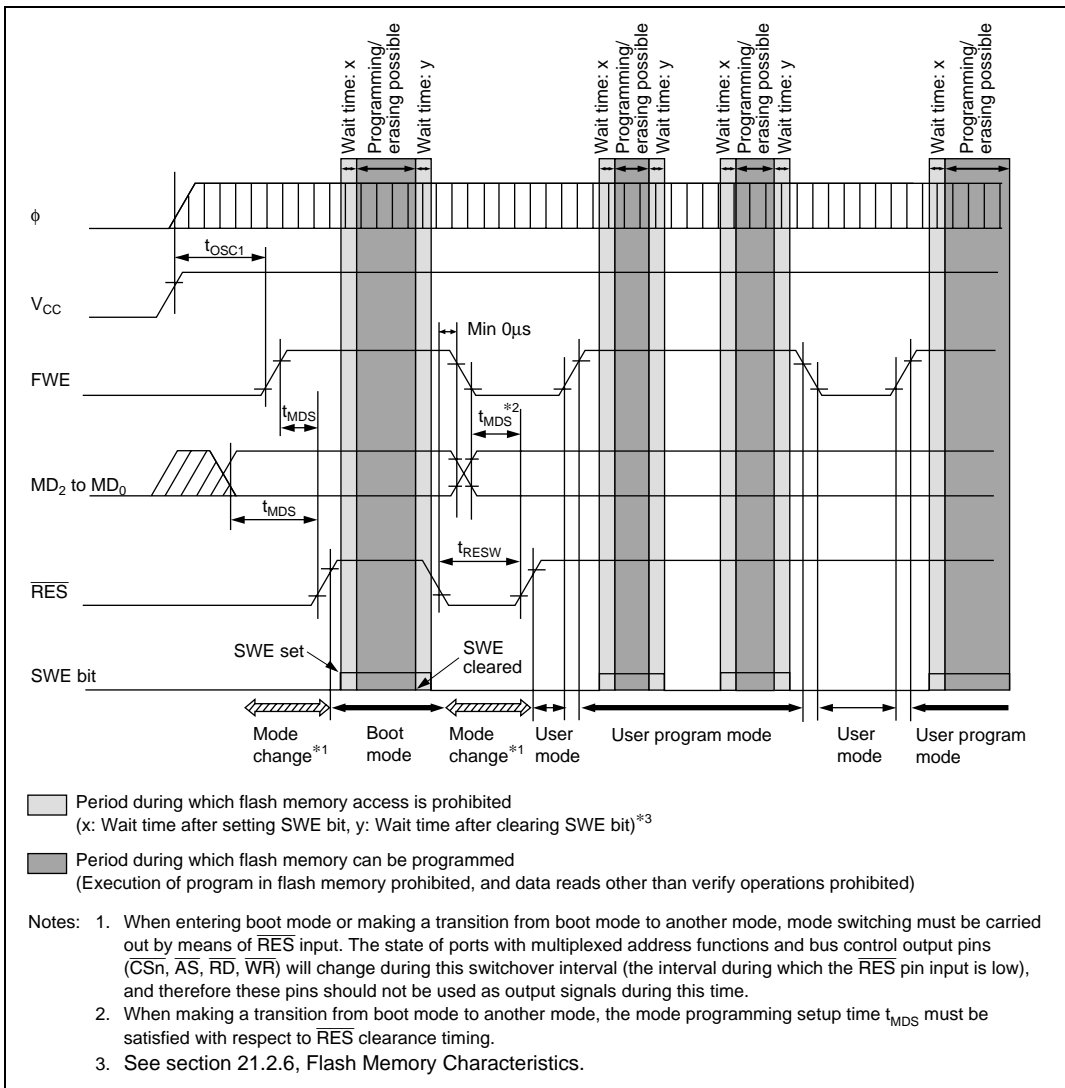 Wait time: x
Programming/
erasing possible
Wait time: y
Wait time: x
Programming/
erasing possible
Wait time: y
Wait time: x
Programming/
erasing possible
Wait time: y
Wait time: x
Programming/
erasing possible
ϕ
tOSC1
VCC
Min 0μs
FWE
tMDS
tMDS*2
MD2 to MD0
tMDS
tRESW
RES
SWE set
SWE
cleared
SWE bit
Mode
change*1
Boot
mode
Mode
change*1
User
mode
User program mode
User
mode
User program
mode
Period during which flash memory access is prohibited
(x: Wait time after setting SWE bit, y: Wait time after clearing SWE bit)*3
Period during which flash memory can be programmed
(Execution of program in flash memory prohibited, and data reads other than verify operations prohibited)
Notes: 1. When entering boot mode or making a transition from boot mode to another mode, mode switching must be carried
out by means of RES input. The state of ports with multiplexed address functions and bus control output pins
(CSn, AS, RD, WR) will change during this switchover interval (the interval during which the RES pin input is low),
and therefore these pins should not be used as output signals during this time.
2. When making a transition from boot mode to another mode, the mode programming setup time tMDS must be
satisfied with respect to RES clearance timing.
3. See section 21.2.6, Flash Memory Characteristics.